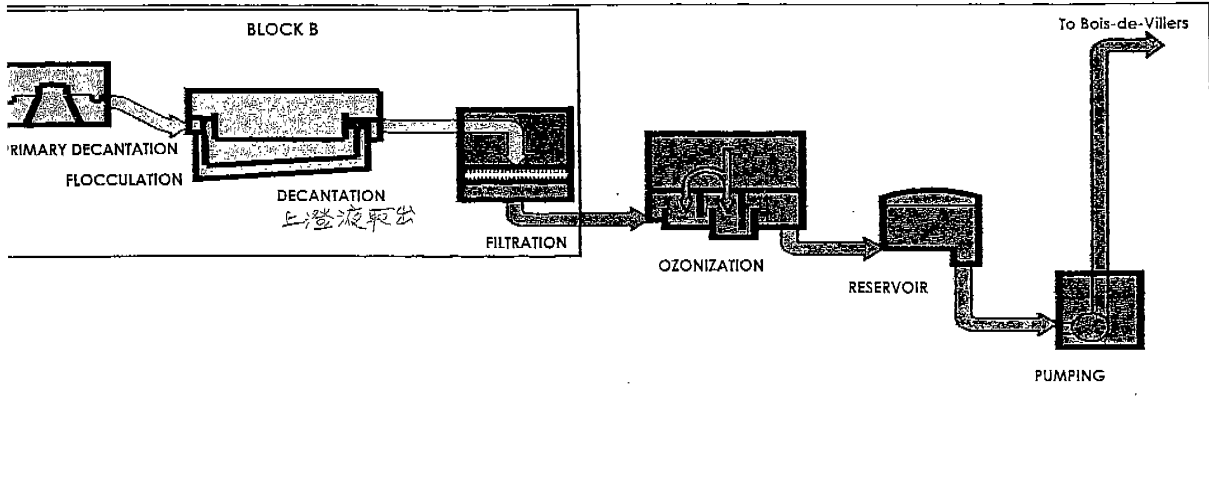 BLOCK B
To Bois-de-Villers
PRIMARY DECANTATION
FLOCCULATION
DECANTATION
上澄液取出
FILTRATION
OZONIZATION
RESERVOIR
PUMPING